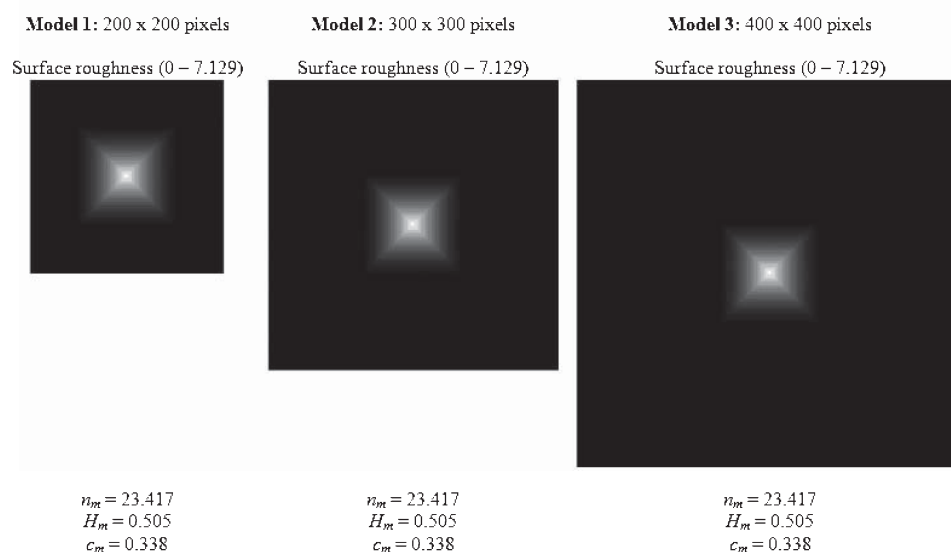 Model 1: 200 x 200 pixels
Surface roughness (0 – 7.129)
n_m = 23.417
H_m = 0.505
c_m = 0.338
Model 2: 300 x 300 pixels
Surface roughness (0 – 7.129)
n_m = 23.417
H_m = 0.505
c_m = 0.338
Model 3: 400 x 400 pixels
Surface roughness (0 – 7.129)
n_m = 23.417
H_m = 0.505
c_m = 0.338